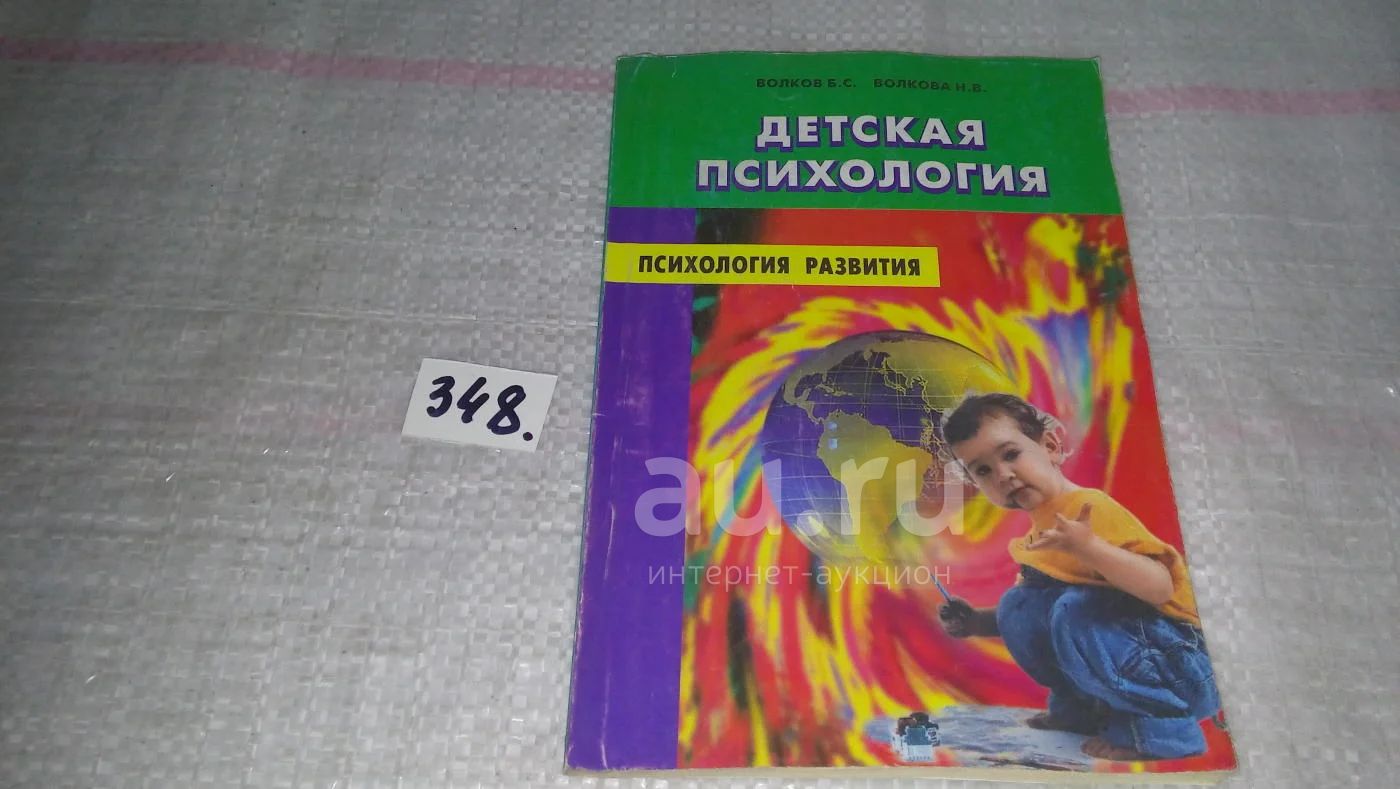 ВОЛКОВ Б.С. ВОЛКОВА Н.В.
ДЕТСКАЯ
ПСИХОЛОГИЯ
ПСИХОЛОГИЯ РАЗВИТИЯ
348.
au.ru
интернет-аукцион